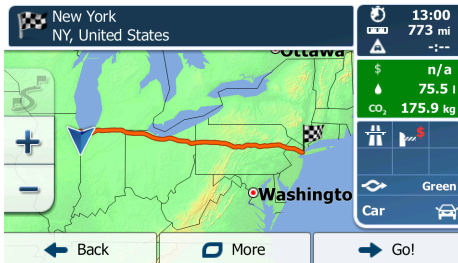 New York
NY, United States
13:00
773 mi
-:--
Ottawa
$ n/a
75.5 l
CO2 175.9 kg
$
Washingto
Green
Car
+
−
Back
More
Go!